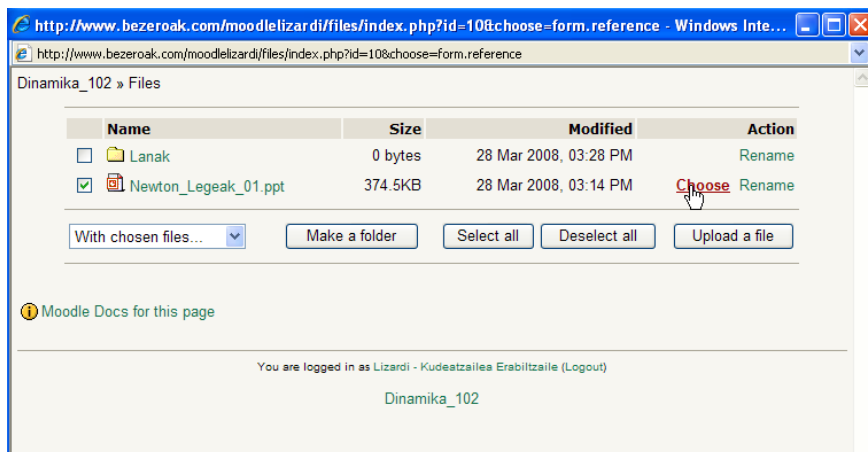 http://www.bezeroak.com/moodlelizardi/files/index.php?id=10&choose=form.reference - Windows Inte...
http://www.bezeroak.com/moodlelizardi/files/index.php?id=10&choose=form.reference
Dinamika_102 » Files
Name Size Modified Action
Lanak 0 bytes 28 Mar 2008, 03:28 PM Rename
Newton_Legeak_01.ppt 374.5KB 28 Mar 2008, 03:14 PM Choose Rename
With chosen files... Make a folder Select all Deselect all Upload a file
Moodle Docs for this page
You are logged in as Lizardi - Kudeatzailea Erabiltzaile (Logout)
Dinamika_102